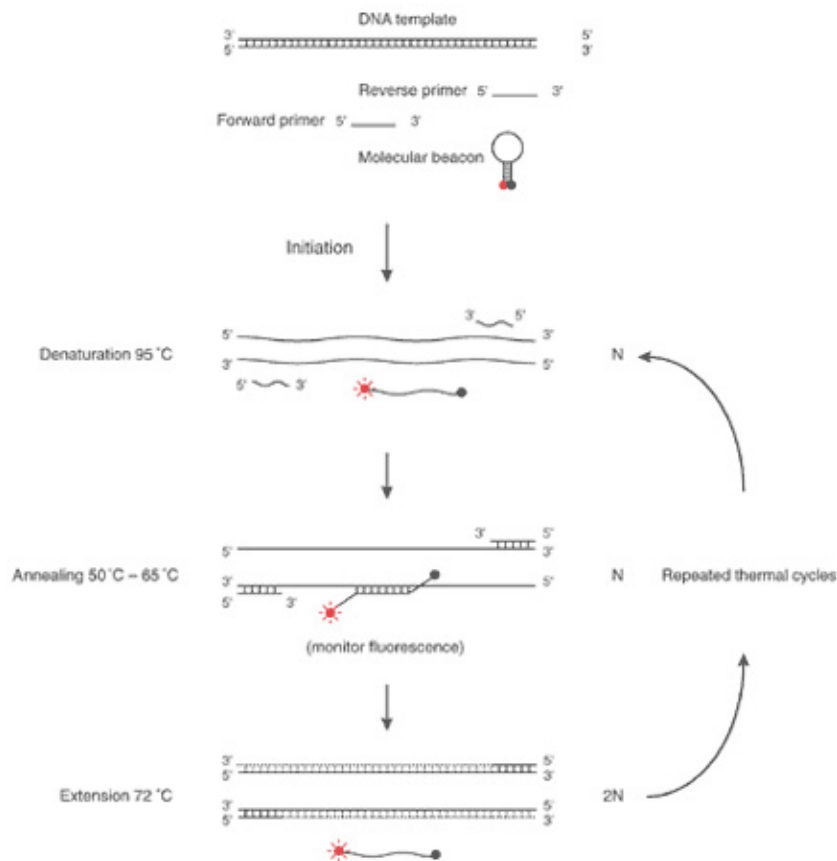 DNA template
3' 5'
5' 3'
Reverse primer 5' 3'
Forward primer 5' 3'
Molecular beacon
Initiation
3' 5'
5' 3'
Denaturation 95 °C N
3' 5'
5' 3'
3' 5'
5' 3'
Annealing 50 °C – 65 °C N Repeated thermal cycles
3' 5'
5' 3'
(monitor fluorescence)
3' 5'
5' 3'
Extension 72 °C 2N
3' 5'
5' 3'